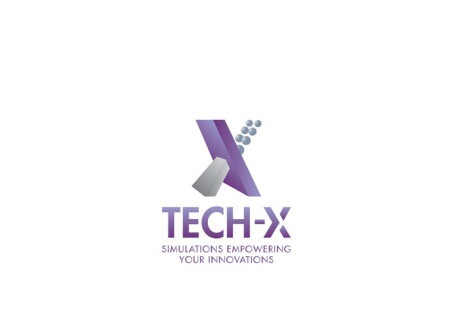 TECH-X
SIMULATIONS EMPOWERING
YOUR INNOVATIONS